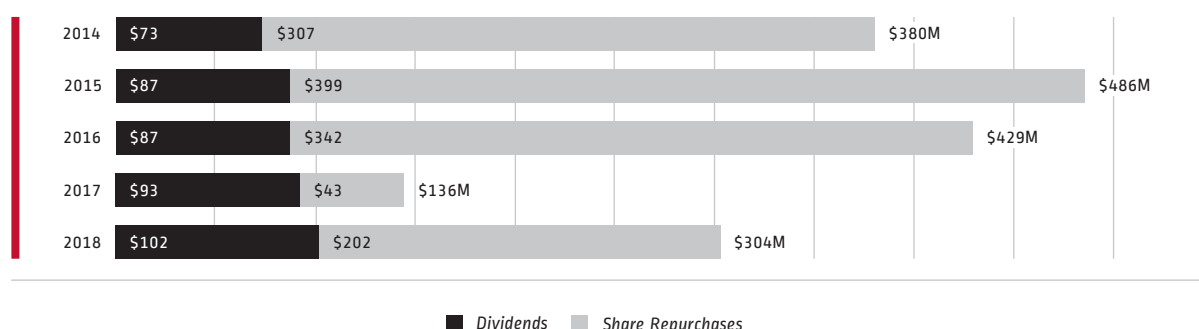 2014 $73 $307 $380M
2015 $87 $399 $486M
2016 $87 $342 $429M
2017 $93 $43 $136M
2018 $102 $202 $304M
Dividends Share Repurchases